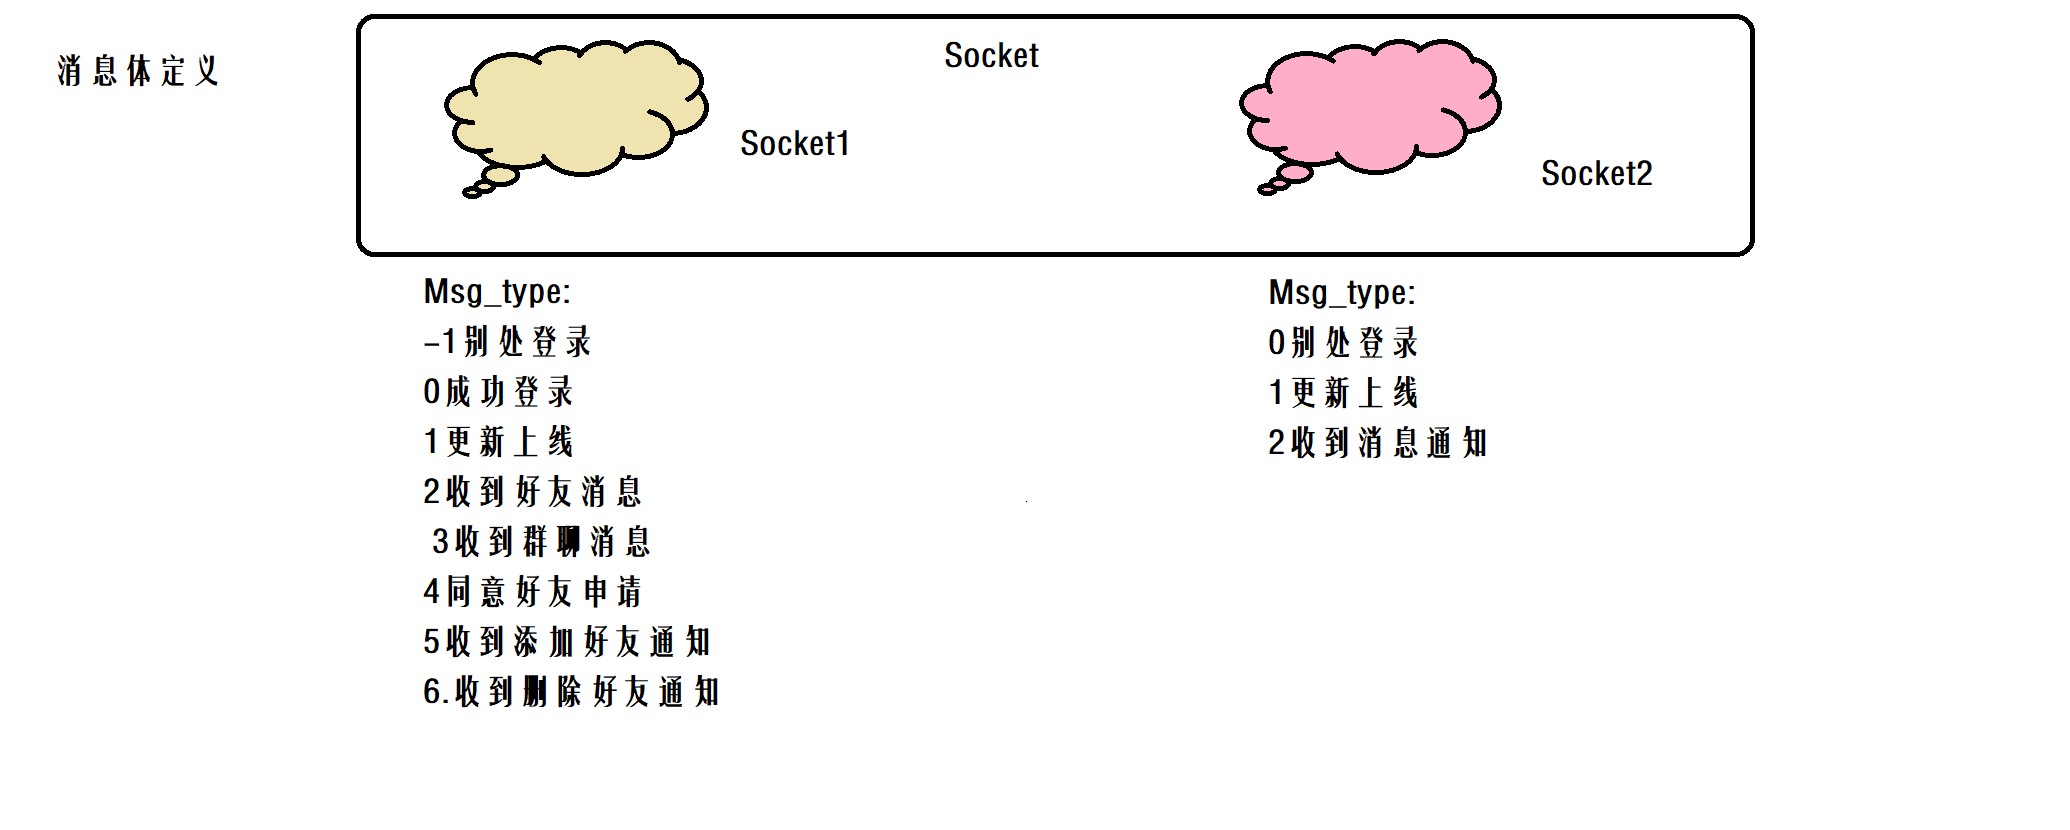 消息体定义
Socket
Socket1
Socket2
Msg_type:
-1别处登录
0成功登录
1更新上线
2收到好友消息
3收到群聊消息
4同意好友申请
5收到添加好友通知
6.收到删除好友通知
Msg_type:
0别处登录
1更新上线
2收到消息通知